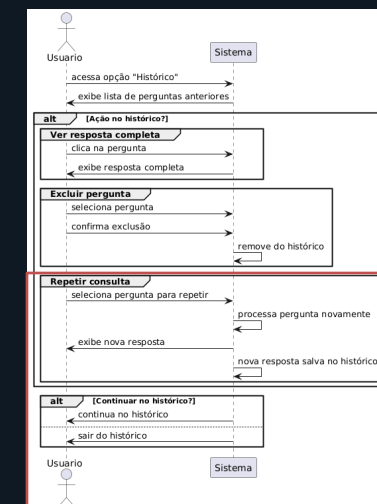 Usuario
Sistema
acessa opção "Histórico"
exibe lista de perguntas anteriores
alt [Ação no histórico?]
Ver resposta completa
clica na pergunta
exibe resposta completa
Excluir pergunta
seleciona pergunta
confirma exclusão
remove do histórico
Repetir consulta
seleciona pergunta para repetir
processa pergunta novamente
exibe nova resposta
nova resposta salva no histórico
alt [Continuar no histórico?]
continua no histórico
sair do histórico
Usuario
Sistema